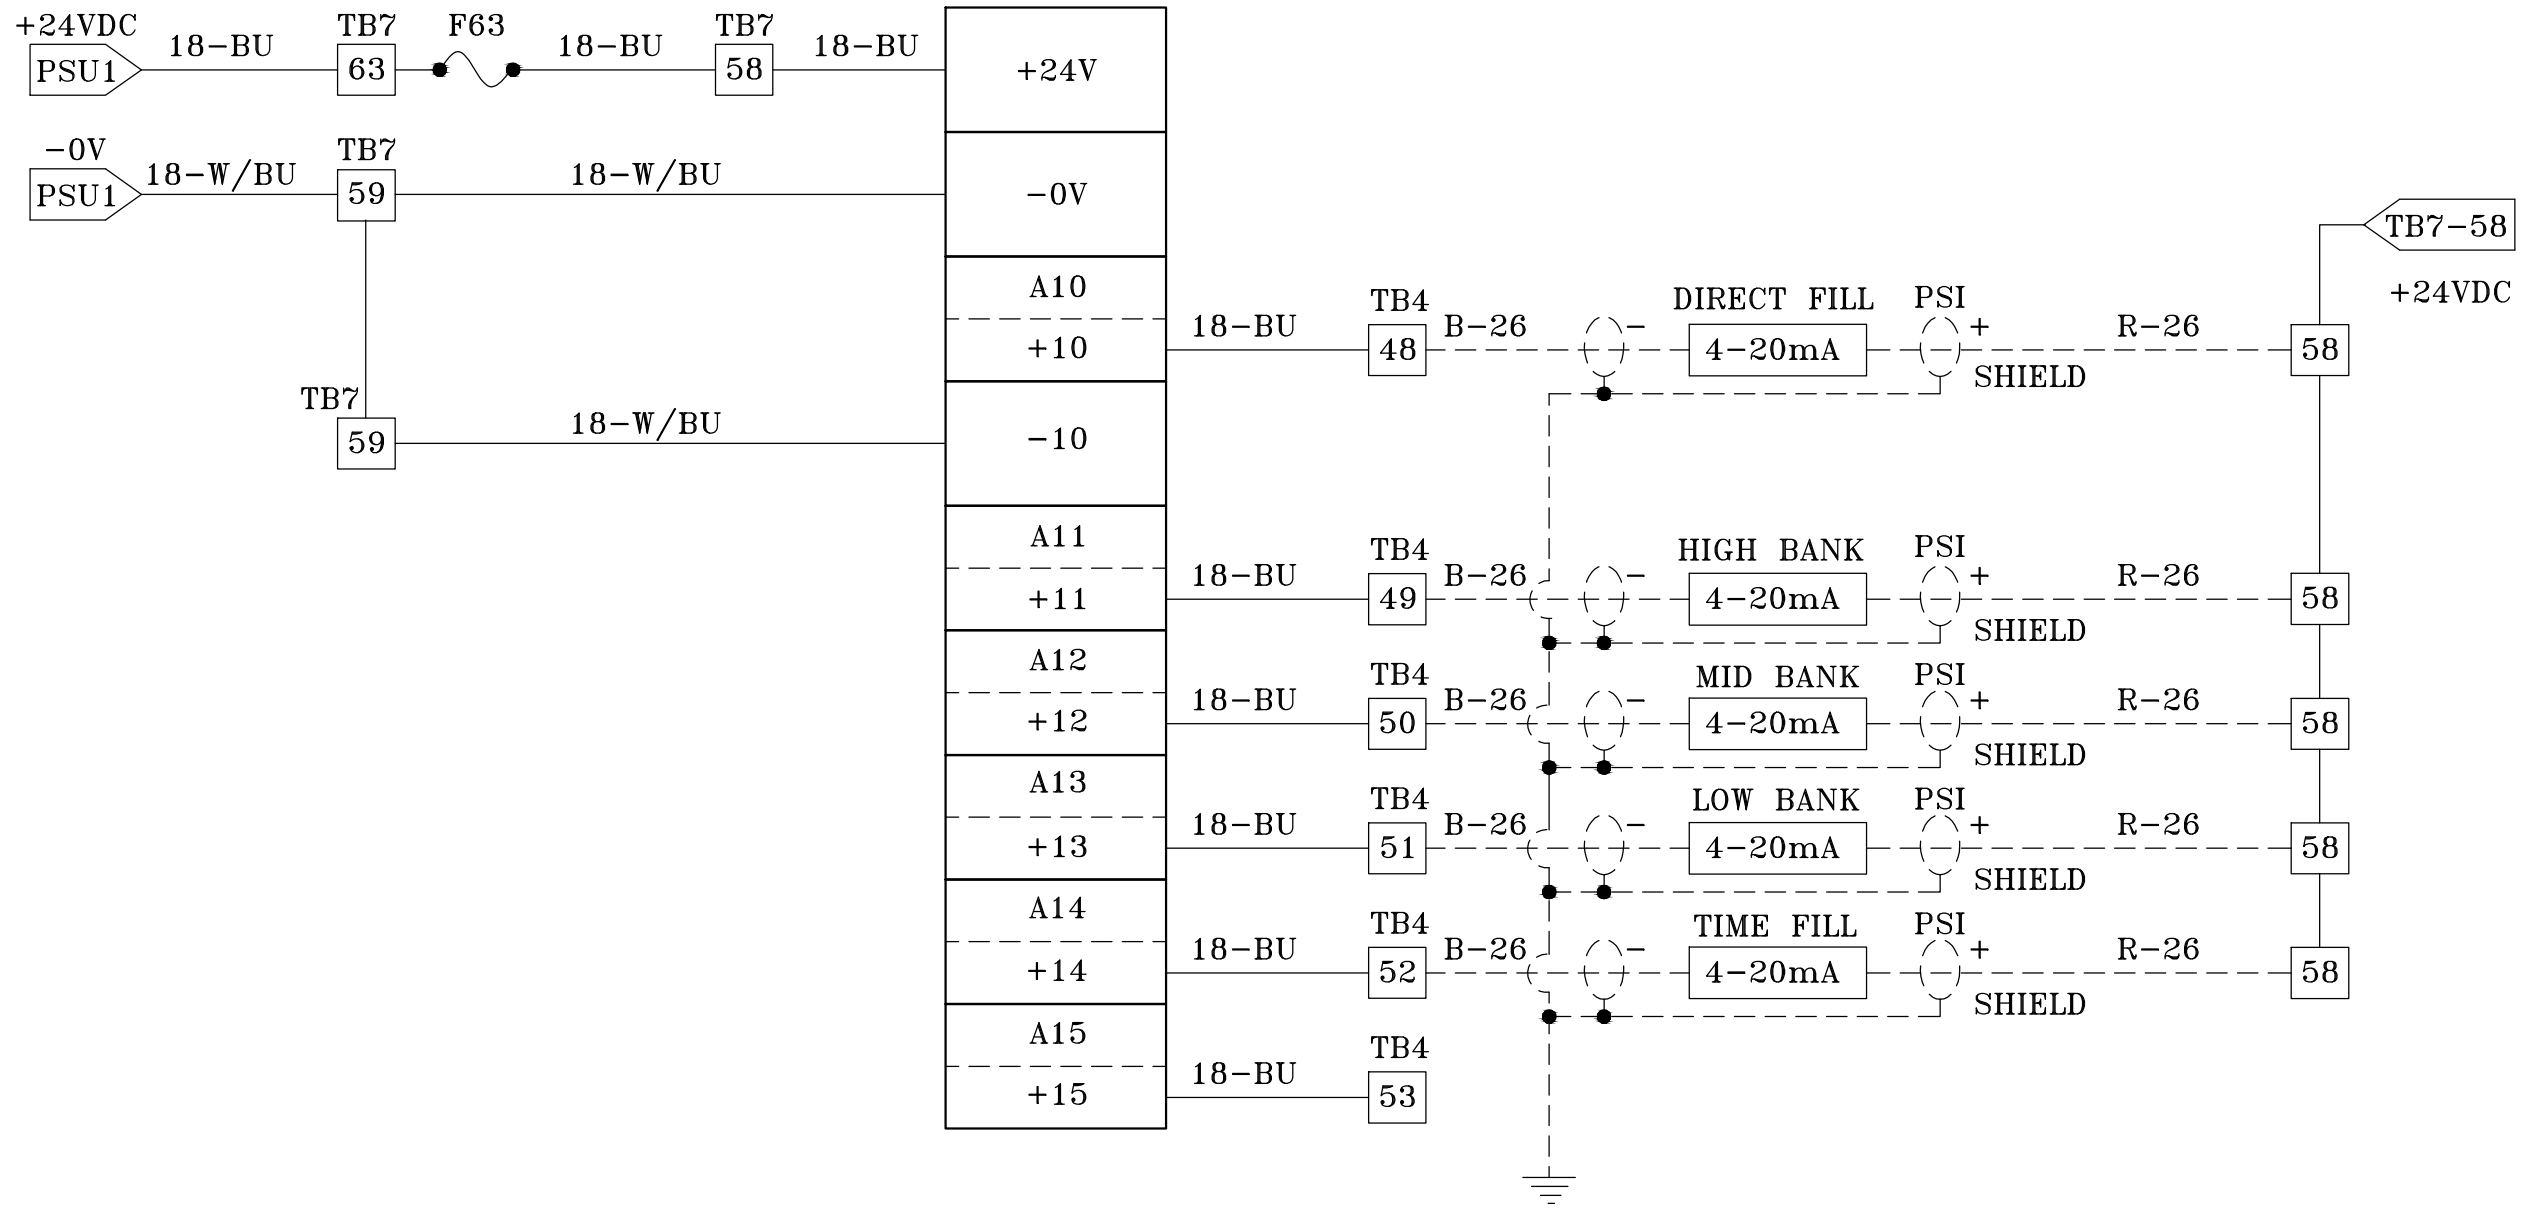 +24VDC TB7 F63 TB7
18-BU 18-BU 18-BU
PSU1 63 58 +24V
-0V TB7
18-W/BU 18-W/BU
PSU1 59 -0V
TB7-58
+24VDC
A10 TB4 DIRECT FILL PSI
18-BU B-26 - + R-26
+10 48 4-20mA 58
SHIELD
TB7 18-W/BU
59 -10
A11 TB4 HIGH BANK PSI
18-BU B-26 - + R-26
+11 49 4-20mA 58
SHIELD
A12 TB4 MID BANK PSI
18-BU B-26 - + R-26
+12 50 4-20mA 58
SHIELD
A13 TB4 LOW BANK PSI
18-BU B-26 - + R-26
+13 51 4-20mA 58
SHIELD
A14 TB4 TIME FILL PSI
18-BU B-26 - + R-26
+14 52 4-20mA 58
SHIELD
A15 TB4
18-BU
+15 53